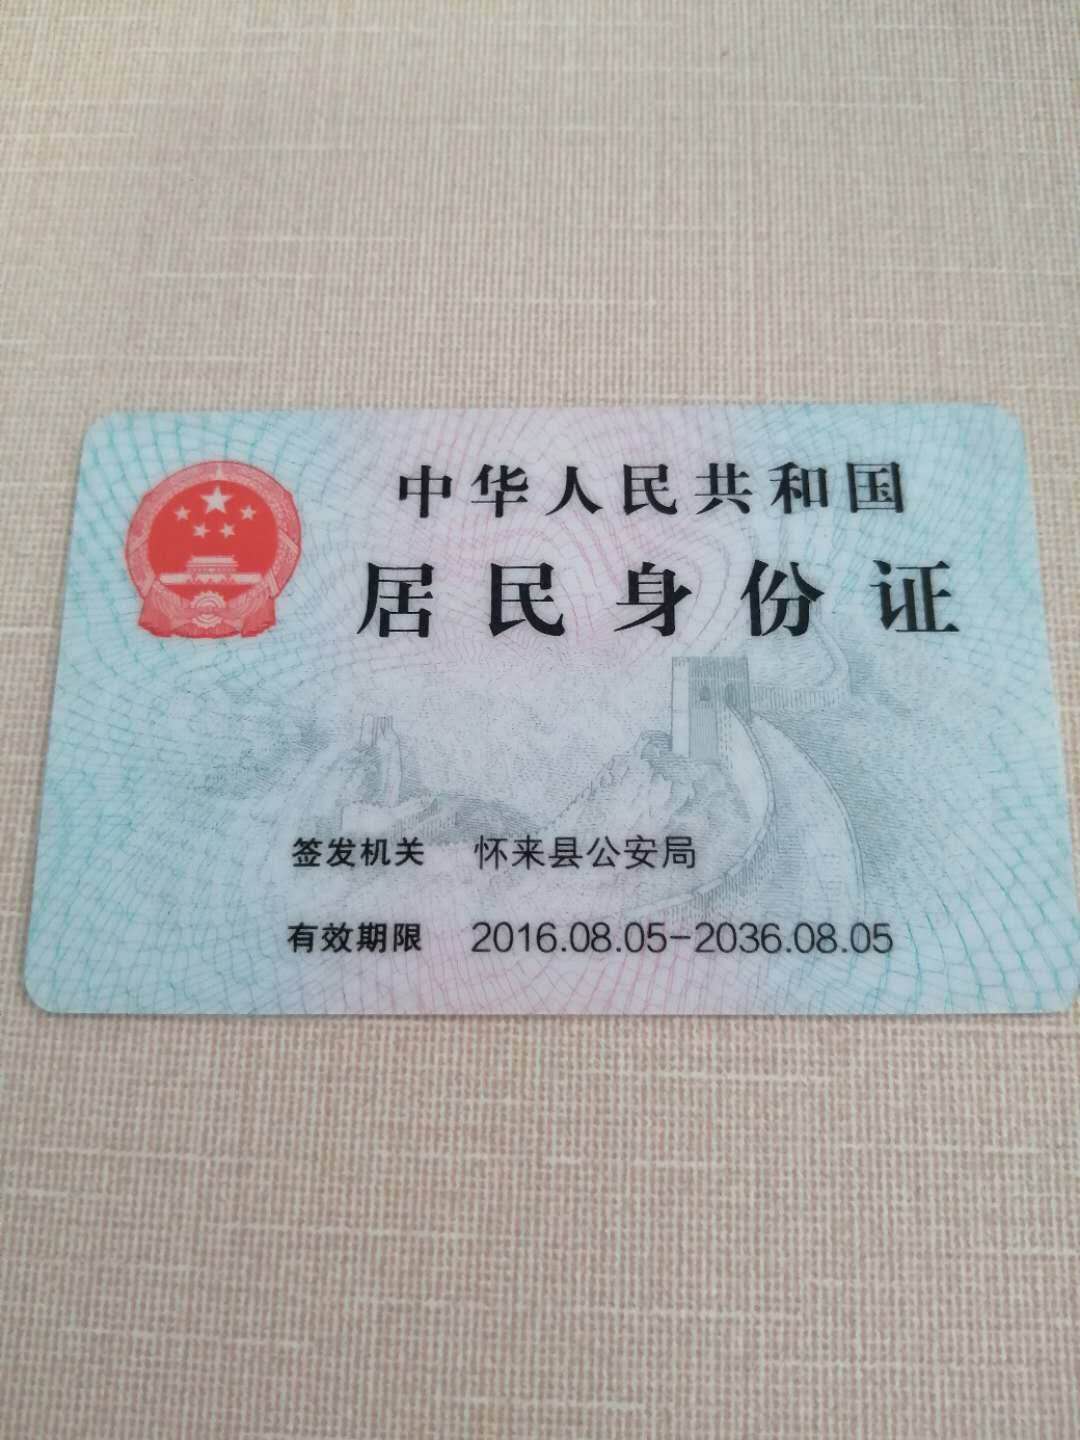 中华人民共和国
居民身份证
签发机关 怀来县公安局
有效期限 2016.08.05-2036.08.05